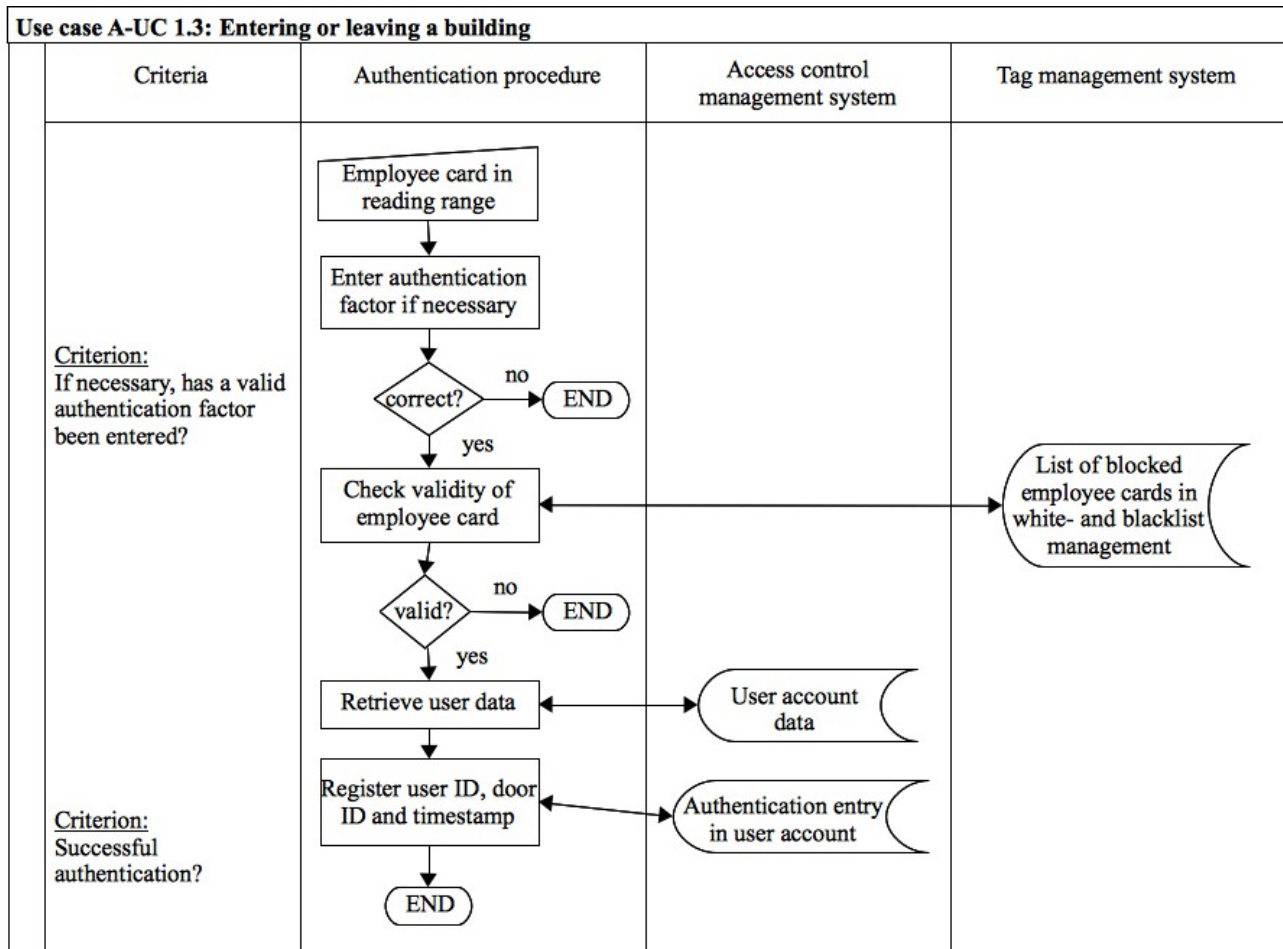 Use case A-UC 1.3: Entering or leaving a building
Criteria
Authentication procedure
Access control
management system
Tag management system
Employee card in
reading range
Enter authentication
factor if necessary
Criterion:
If necessary, has a valid
authentication factor
been entered?
correct?
no
END
yes
Check validity of
employee card
List of blocked
employee cards in
white- and blacklist
management
valid?
no
END
yes
Retrieve user data
User account
data
Register user ID, door
ID and timestamp
Authentication entry
in user account
Criterion:
Successful
authentication?
END